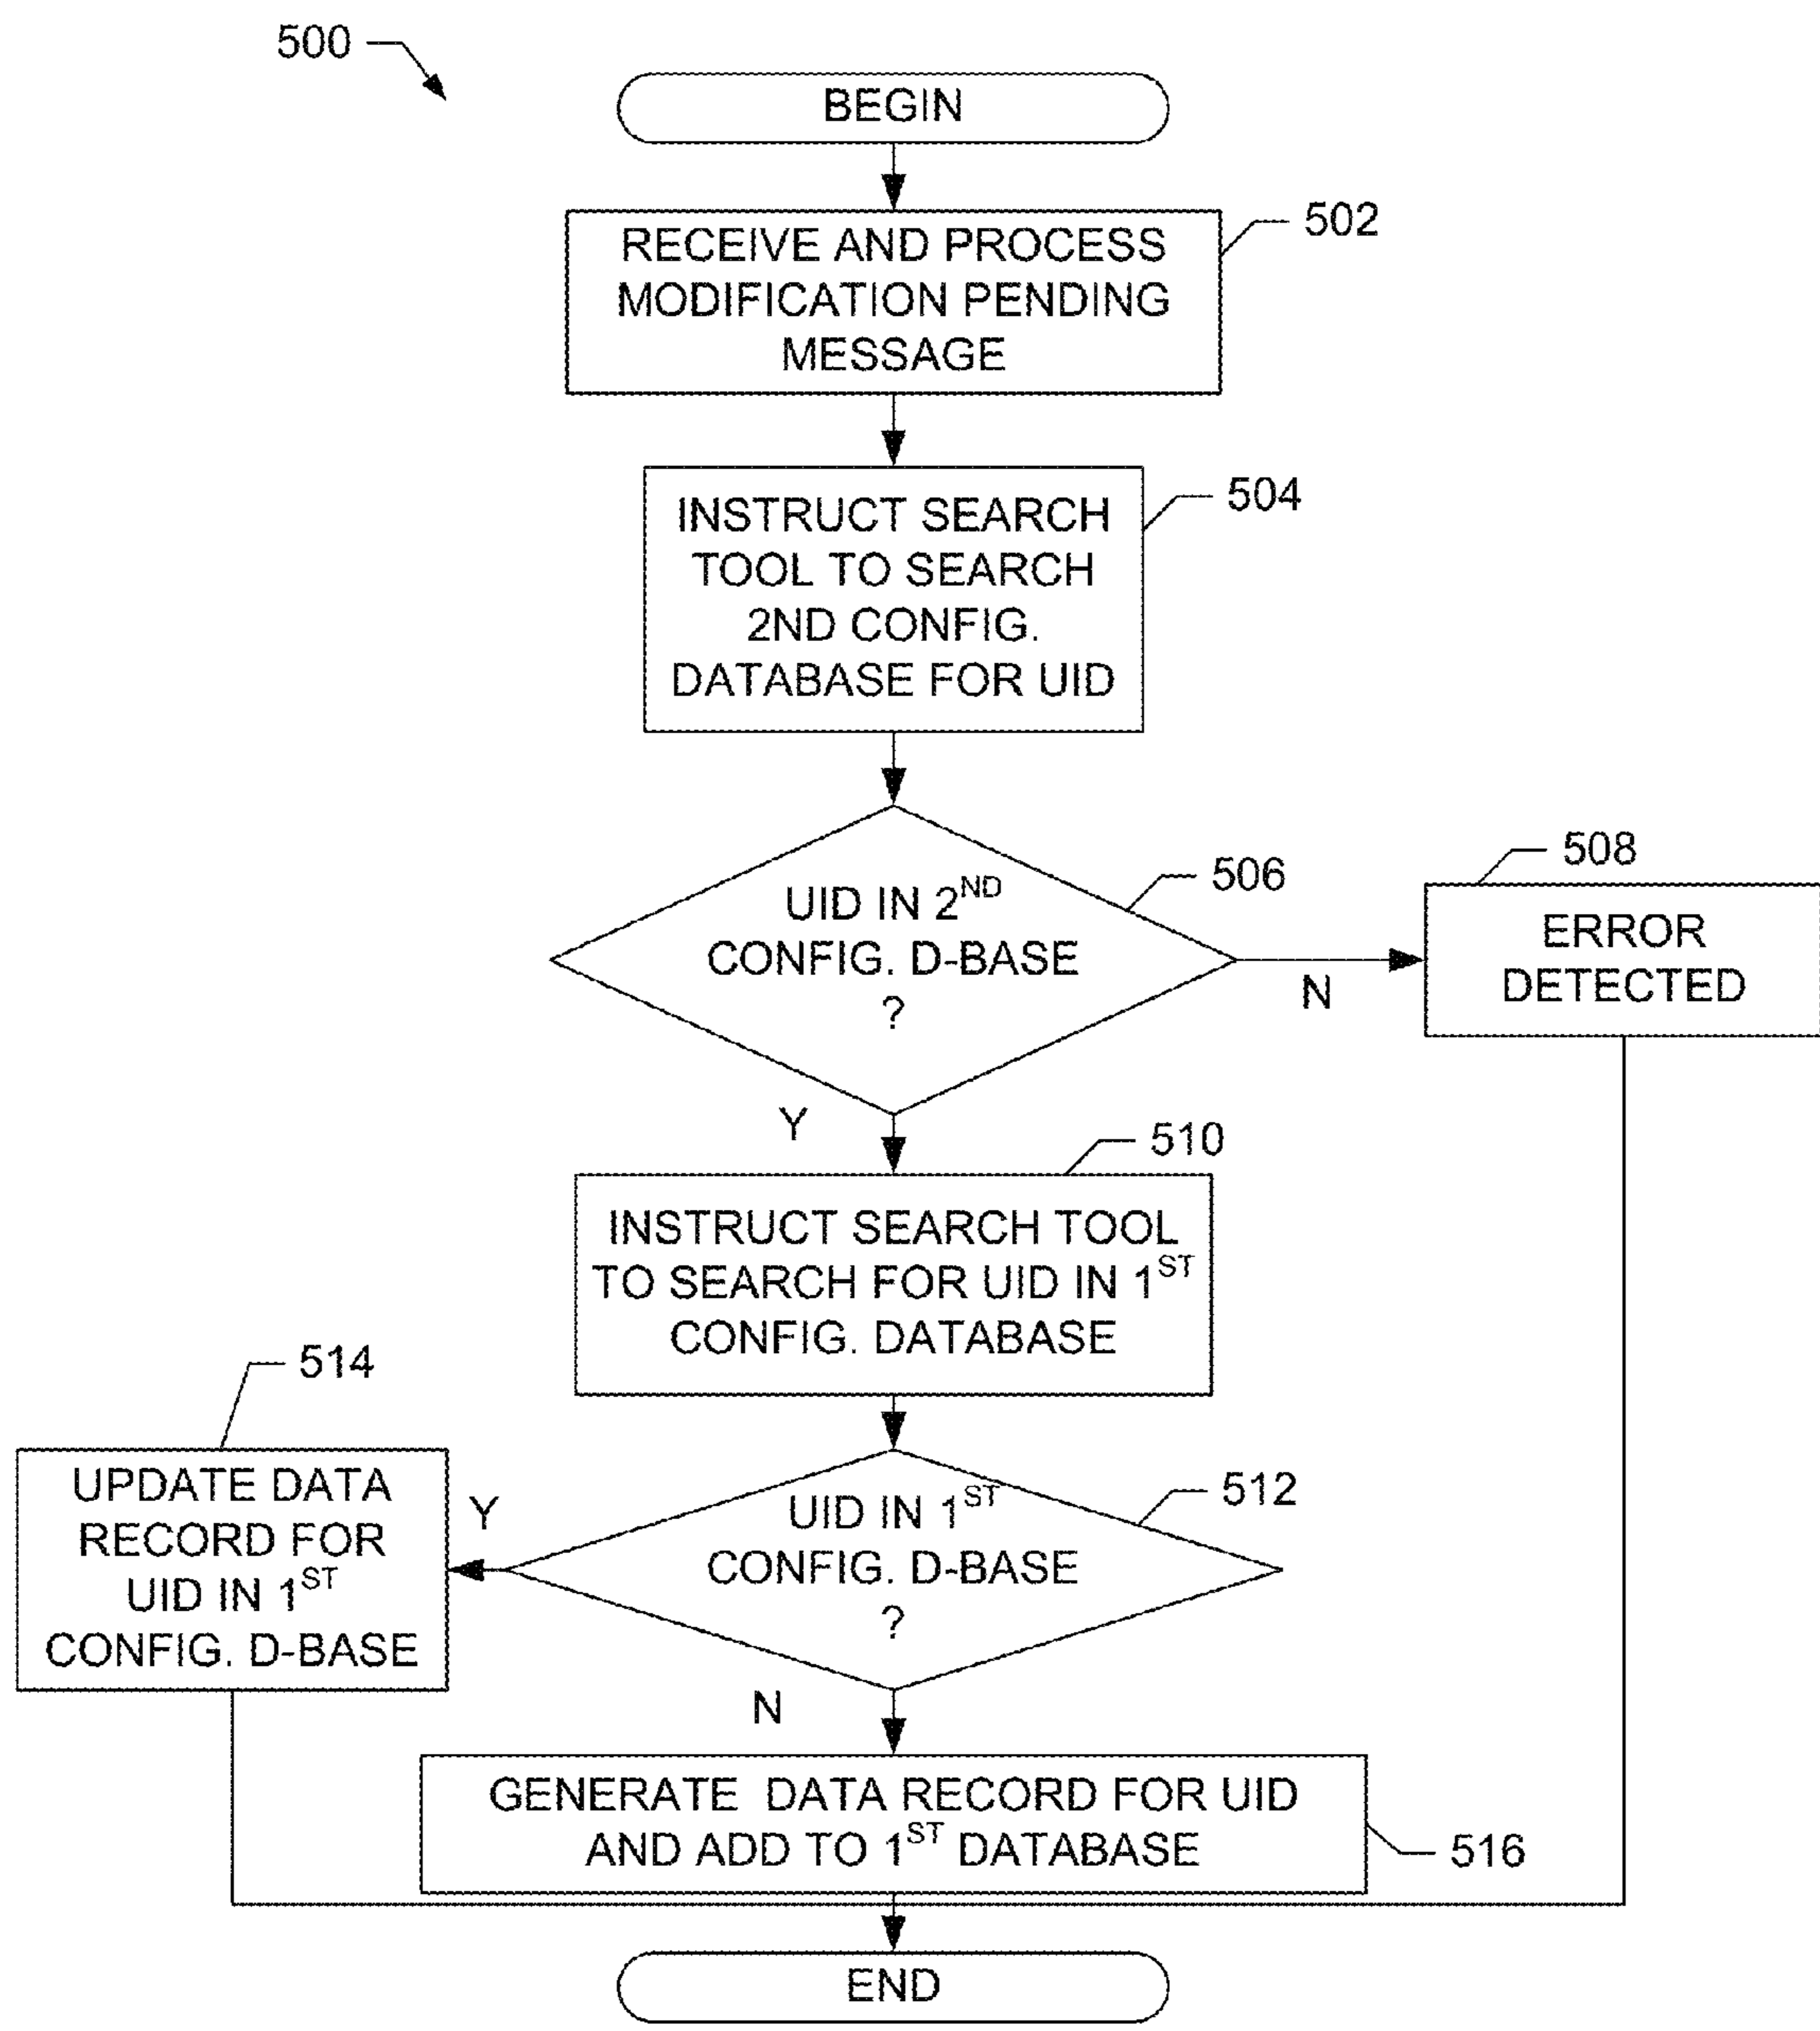 500
BEGIN
502
RECEIVE AND PROCESS
MODIFICATION PENDING
MESSAGE
504
INSTRUCT SEARCH
TOOL TO SEARCH
2ND CONFIG.
DATABASE FOR UID
506
UID IN 2ND
CONFIG. D-BASE
?
N
508
ERROR
DETECTED
Y
510
INSTRUCT SEARCH TOOL
TO SEARCH FOR UID IN 1ST
CONFIG. DATABASE
512
UID IN 1ST
CONFIG. D-BASE
?
Y
514
UPDATE DATA
RECORD FOR
UID IN 1ST
CONFIG. D-BASE
N
GENERATE DATA RECORD FOR UID
AND ADD TO 1ST DATABASE
516
END